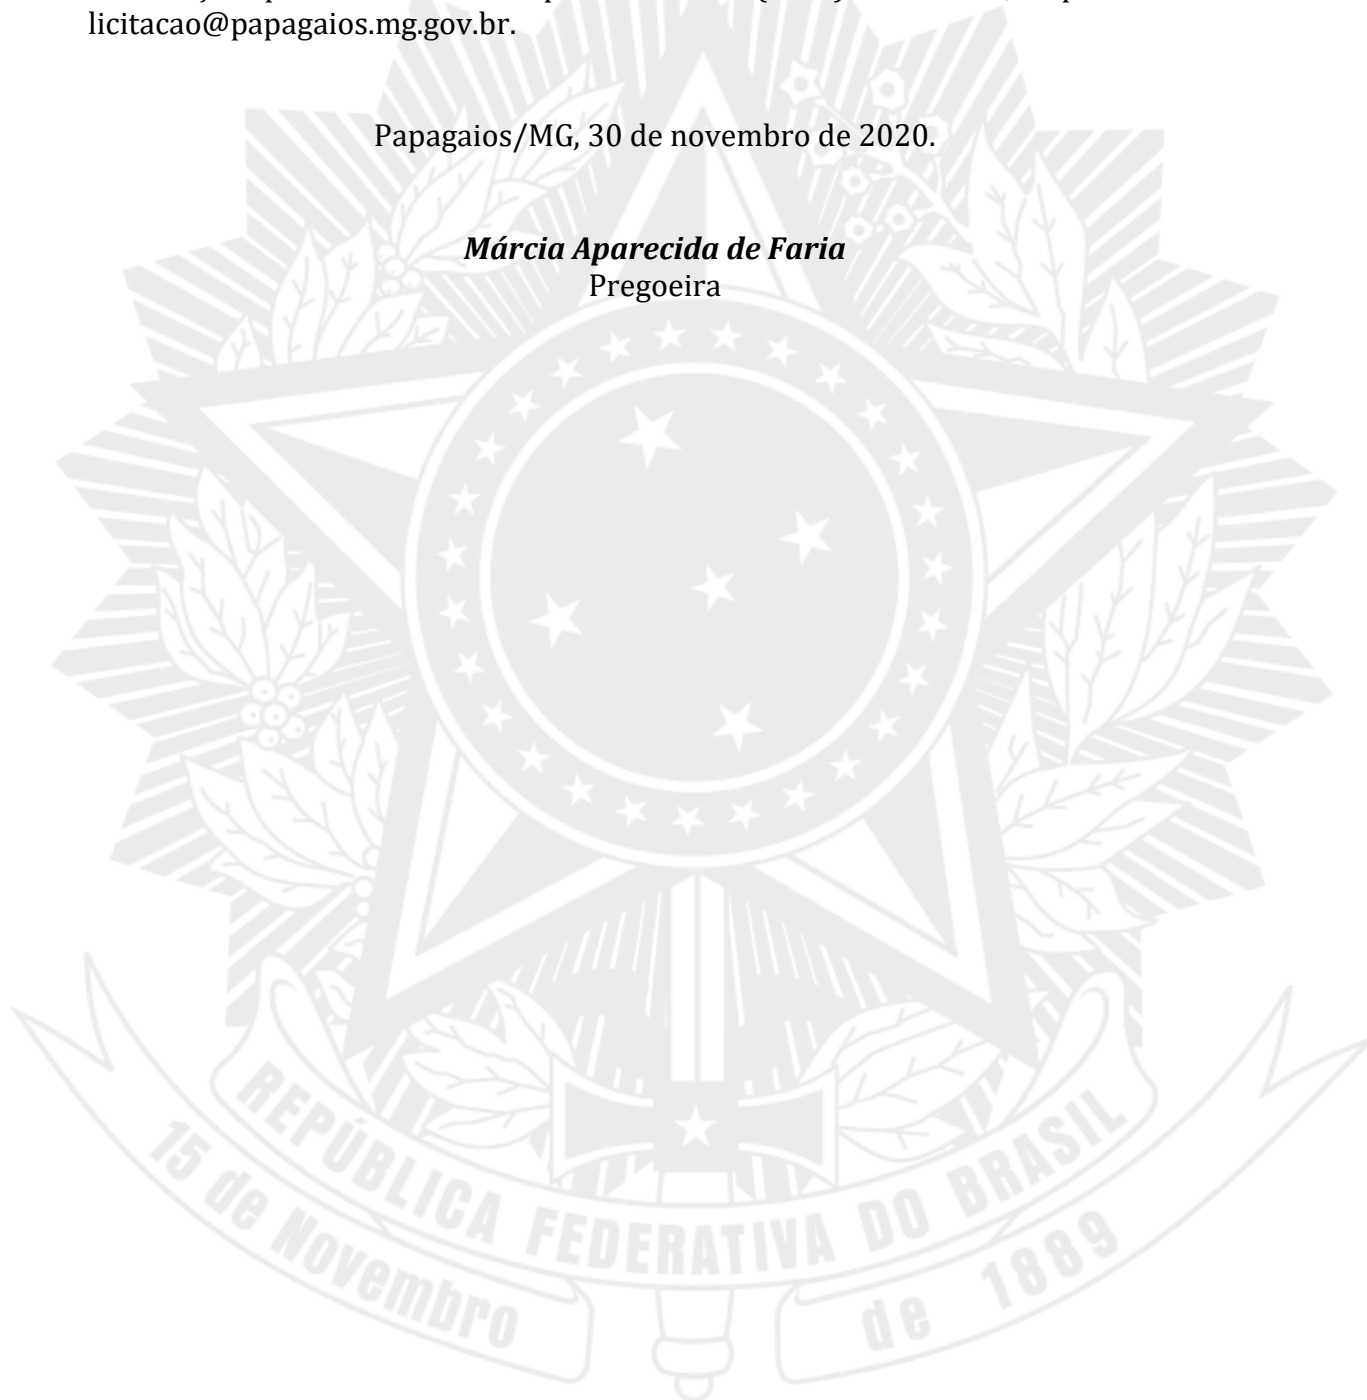 licitacao@papagaios.mg.gov.br.
Papagaios/MG, 30 de novembro de 2020.
Márcia Aparecida de Faria
Pregoeira
REPÚBLICA FEDERATIVA DO BRASIL
15 de Novembro de 1889